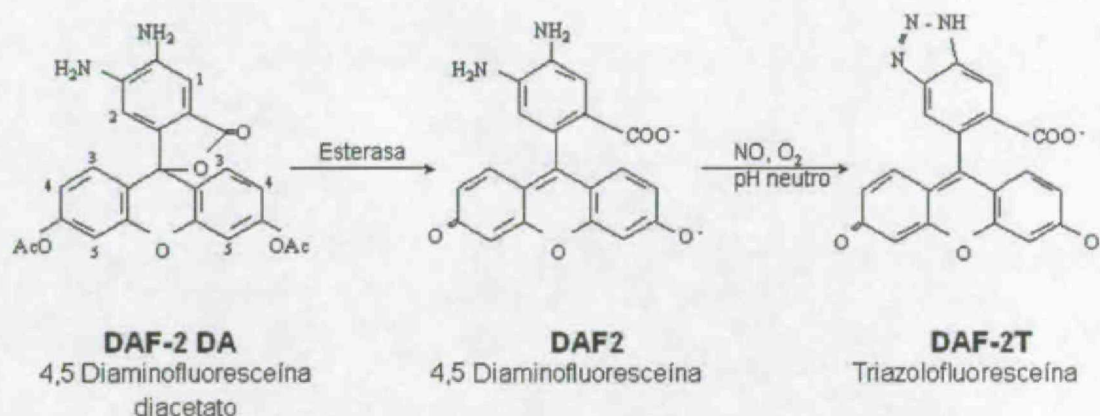 NH₂
H₂N
1
2
O
O
3
3
4
4
AcO
5
O
5
OAc
Esterasa
NH₂
H₂N
COO⁻
O
O
O⁻
NO, O₂
pH neutro
N - NH
N
COO⁻
O
O
O
DAF-2 DA
4,5 Diaminofluoresceína
diacetato
DAF2
4,5 Diaminofluoresceína
DAF-2T
Triazolofluoresceína